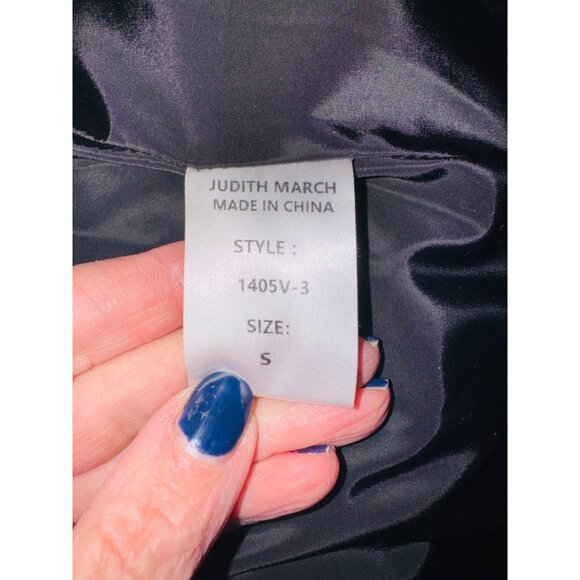 JUDITH MARCH
MADE IN CHINA
STYLE :
1405V-3
SIZE:
S